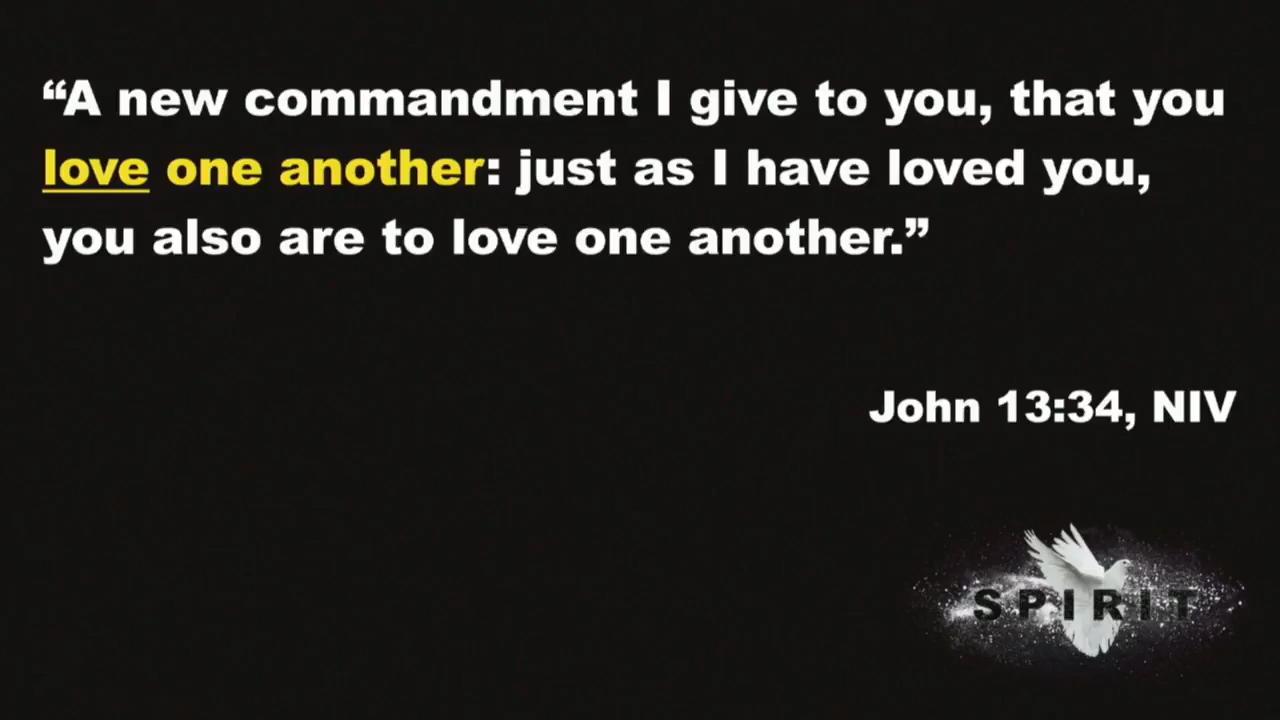 “A new commandment I give to you, that you
love one another: just as I have loved you,
you also are to love one another.”
John 13:34, NIV
SPIRIT